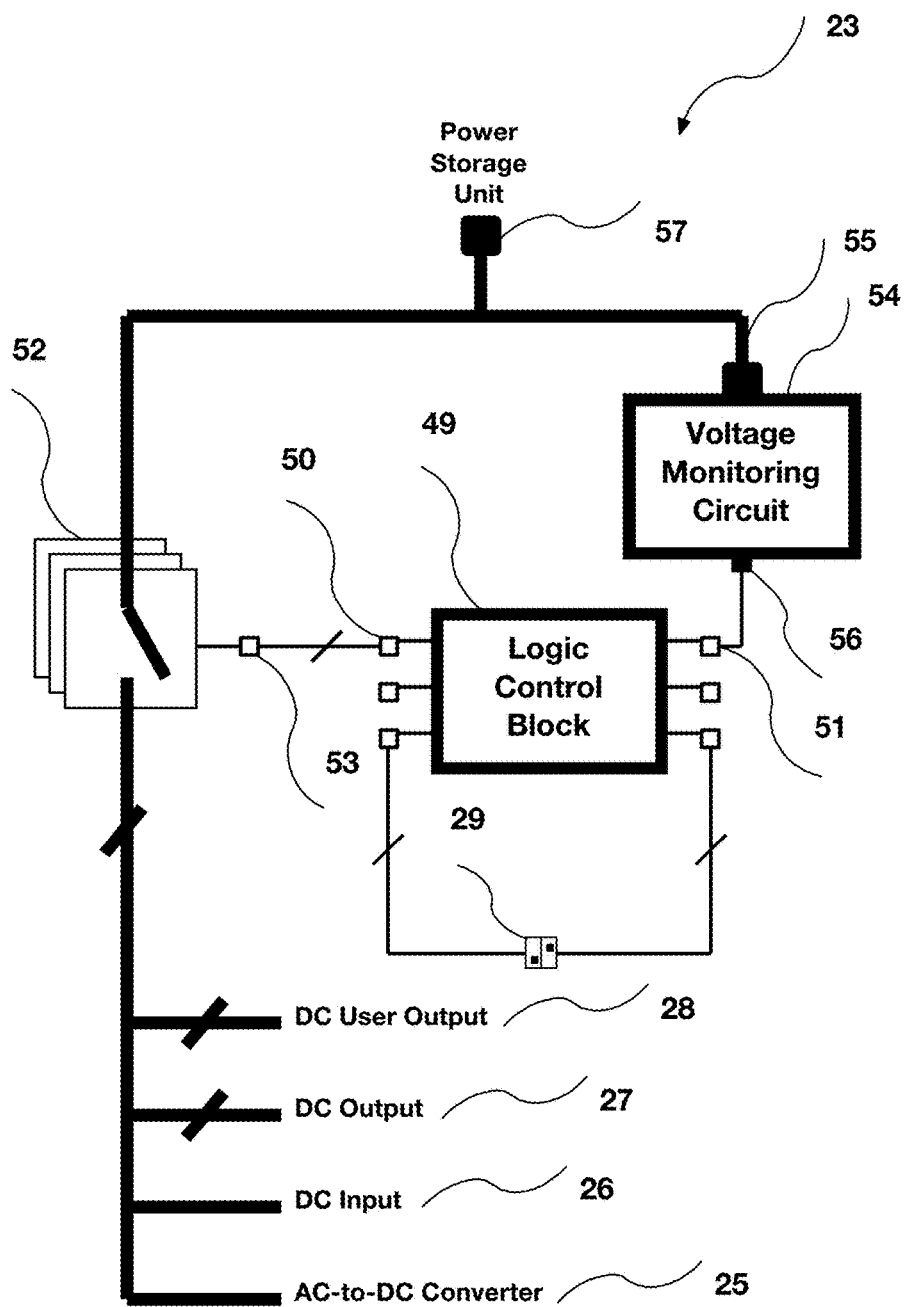 23
Power
Storage
Unit
57
55
54
52
49
50
Voltage
Monitoring
Circuit
Logic
Control
Block
56
51
53
29
DC User Output
28
DC Output
27
DC Input
26
AC-to-DC Converter
25